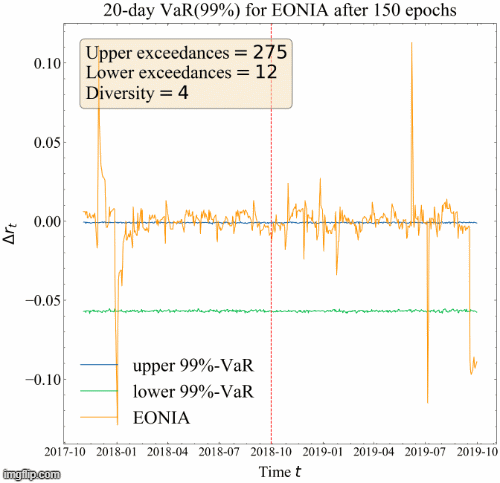 20-day VaR(99%) for EONIA after 150 epochs
Upper exceedances = 275
Lower exceedances = 12
Diversity = 4
0.10
0.05
0.00
−0.05
−0.10
Δr_t
upper 99%-VaR
lower 99%-VaR
EONIA
2017-10 2018-01 2018-04 2018-07 2018-10 2019-01 2019-04 2019-07 2019-10
Time t
imgflip.com